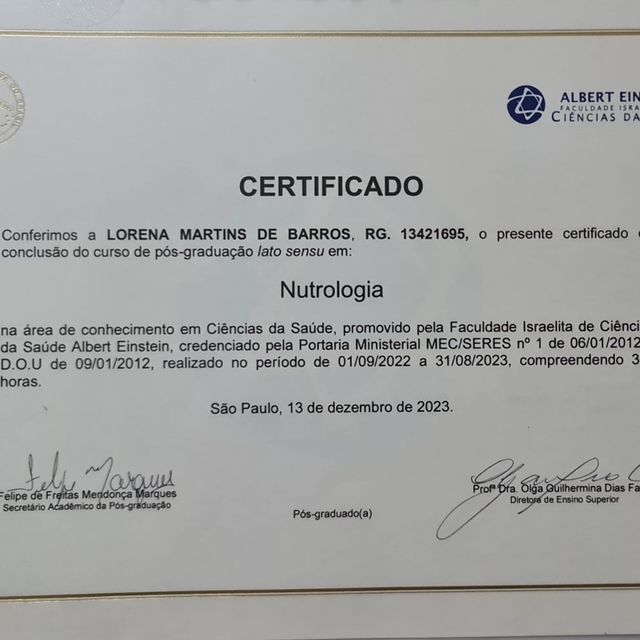 ALBERT EIN
FACULDADE ISRA
CIÊNCIAS DA
CERTIFICADO
Conferimos a LORENA MARTINS DE BARROS, RG. 13421695, o presente certificado
conclusão do curso de pós-graduação lato sensu em:
Nutrologia
na área de conhecimento em Ciências da Saúde, promovido pela Faculdade Israelita de Ciênc
da Saúde Albert Einstein, credenciado pela Portaria Ministerial MEC/SERES nº 1 de 06/01/2012
D.O.U de 09/01/2012, realizado no período de 01/09/2022 a 31/08/2023, compreendendo 3
horas.
São Paulo, 13 de dezembro de 2023.
Felipe Marques
Felipe de Freitas Mendonça Marques
Secretário Acadêmico da Pós-graduação
Profª Dra. Olga Guilhermina Dias Fa
Diretora de Ensino Superior
Pós-graduado(a)